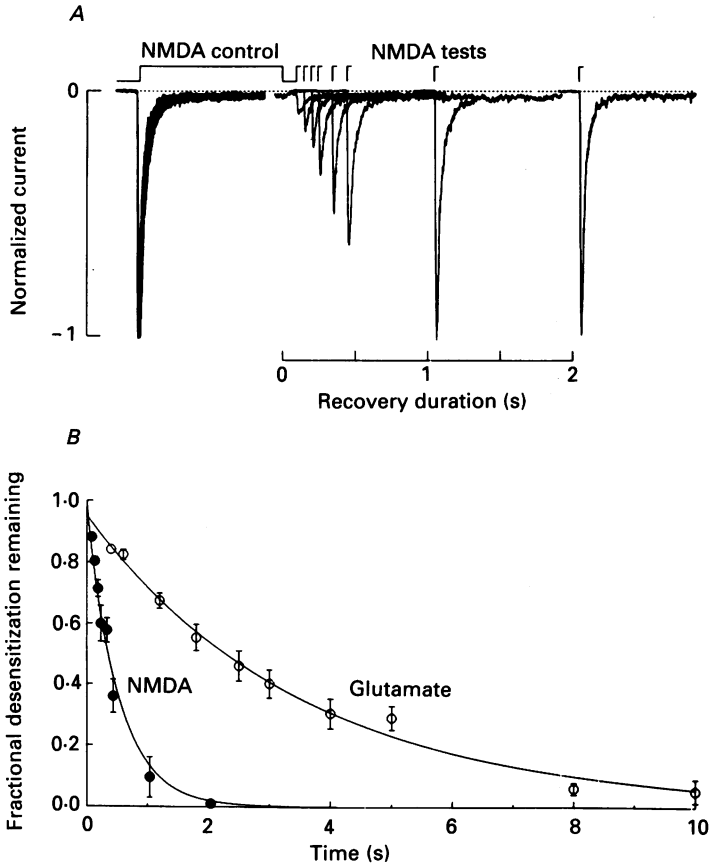 A
NMDA control
NMDA tests
0
Normalized current
-1
0
1
2
Recovery duration (s)
B
1·0
0·8
0·6
0·4
0·2
0·0
Fractional desensitization remaining
NMDA
Glutamate
0
2
4
6
8
10
Time (s)